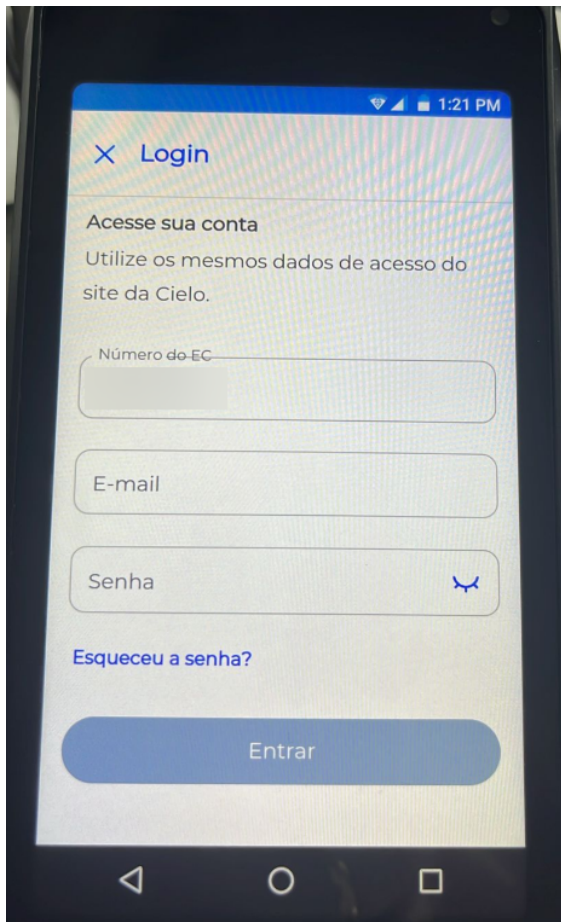 1:21 PM
Login
Acesse sua conta
Utilize os mesmos dados de acesso do
site da Cielo.
Número do EC
E-mail
Senha
Esqueceu a senha?
Entrar